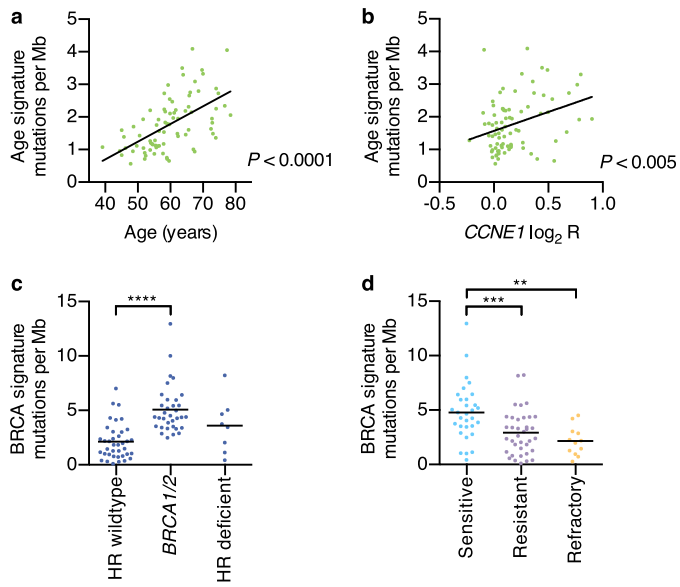 a
Age signature
mutations per Mb
5
4
3
2
1
0
40 50 60 70 80
Age (years)
P < 0.0001
b
Age signature
mutations per Mb
5
4
3
2
1
0
-0.5 0.0 0.5 1.0
CCNE1 log2 R
P < 0.005
c
BRCA signature
mutations per Mb
15
10
5
0
****
HR wildtype
BRCA1/2
HR deficient
d
BRCA signature
mutations per Mb
15
10
5
0
**
***
Sensitive
Resistant
Refractory